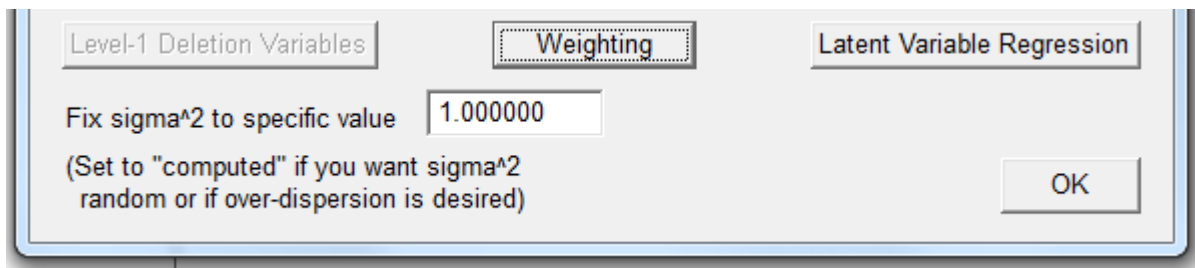 Level-1 Deletion Variables Weighting Latent Variable Regression
Fix sigma^2 to specific value 1.000000
(Set to "computed" if you want sigma^2
random or if over-dispersion is desired)
OK